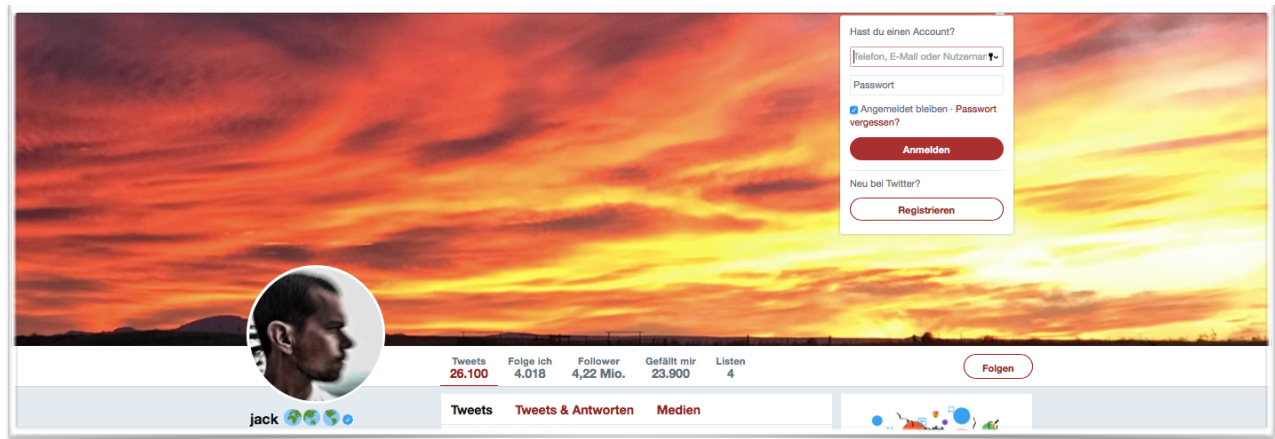 Hast du einen Account?
Telefon, E-Mail oder Nutzernar
Passwort
Angemeldet bleiben · Passwort
vergessen?
Anmelden
Neu bei Twitter?
Registrieren
Tweets Folge ich Follower Gefällt mir Listen
26.100 4.018 4,22 Mio. 23.900 4
Folgen
jack
Tweets Tweets & Antworten Medien